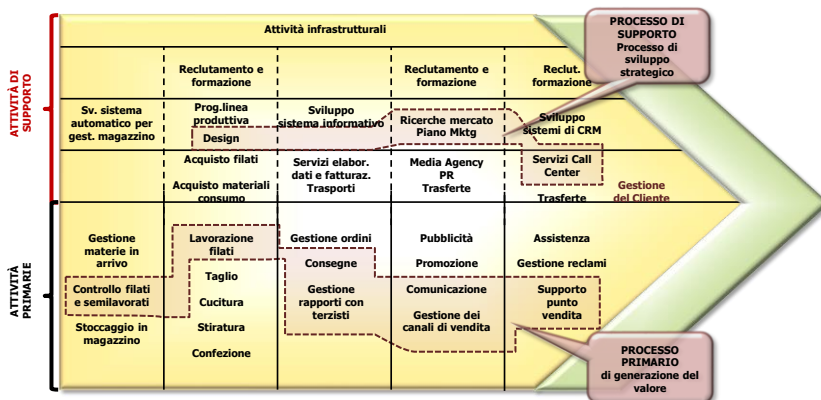 Attività infrastrutturali
PROCESSO DI
SUPPORTO
Processo di
sviluppo
strategico
ATTIVITÀ DI
SUPPORTO
Reclutamento e
formazione
Reclutamento e
formazione
Reclut.
formazione
Sv. sistema
automatico per
gest. magazzino
Prog.linea
produttiva
Design
Sviluppo
sistema informativo
Ricerche mercato
Piano Mktg
Sviluppo
sistemi di CRM
Acquisto filati
Acquisto materiali
consumo
Servizi elabor.
dati e fatturaz.
Trasporti
Media Agency
PR
Trasferte
Servizi Call
Center
Trasferte
Gestione
del Cliente
ATTIVITÀ
PRIMARIE
Gestione
materie in
arrivo
Controllo filati
e semilavorati
Stoccaggio in
magazzino
Lavorazione
filati
Taglio
Cucitura
Stiratura
Confezione
Gestione ordini
Consegne
Gestione
rapporti con
terzisti
Pubblicità
Promozione
Comunicazione
Gestione dei
canali di vendita
Assistenza
Gestione reclami
Supporto
punto
vendita
PROCESSO
PRIMARIO
di generazione del
valore